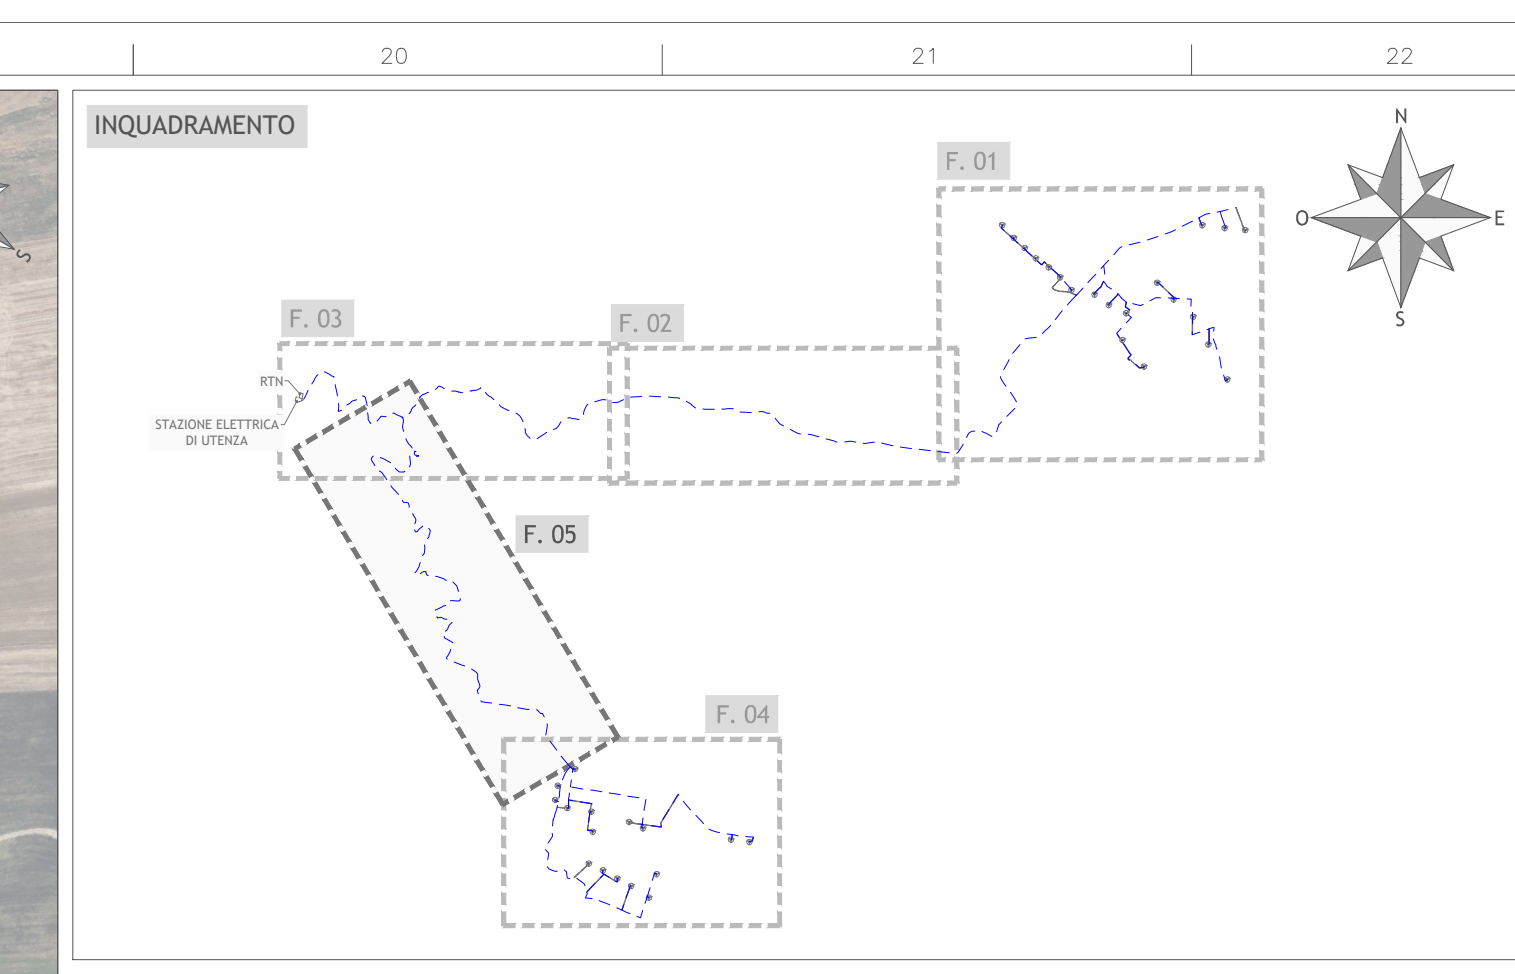 20
21
22
INQUADRAMENTO
N
F. 01
O
E
S
S
F. 03
F. 02
RTN
STAZIONE ELETTRICA
DI UTENZA
F. 05
F. 04